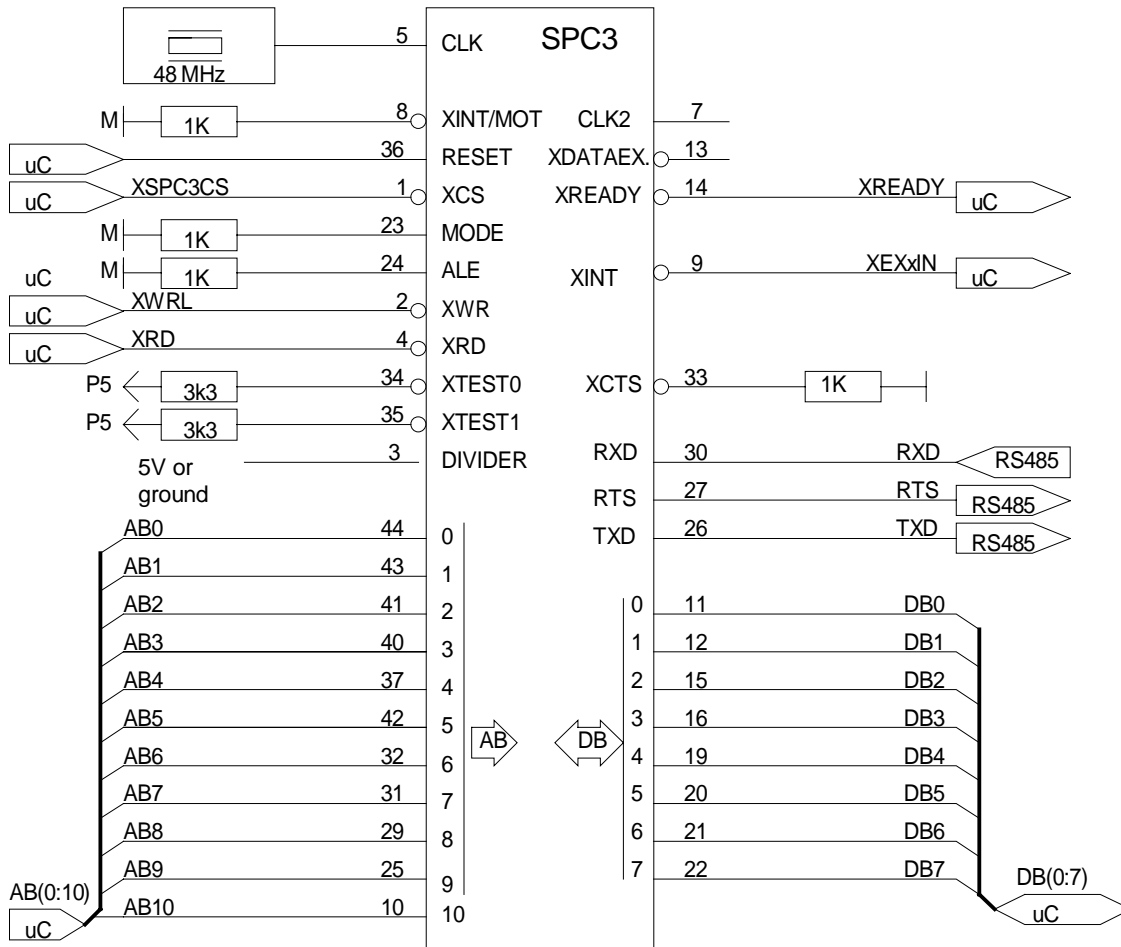 5 CLK SPC3
48 MHz
M 1K 8 XINT/MOT CLK2 7
uC 36 RESET XDATAEX. 13
uC XSPC3CS 1 XCS XREADY 14 XREADY uC
M 1K 23 MODE
uC M 1K 24 ALE XINT 9 XEXxIN uC
uC XWRL 2 XWR
uC XRD 4 XRD
P5 3k3 34 XTEST0 XCTS 33 1K
P5 3k3 35 XTEST1
5V or 3 DIVIDER RXD 30 RXD RS485
ground
RTS 27 RTS RS485
AB0 44 0 TXD 26 TXD RS485
AB1 43 1
AB2 41 2 0 11 DB0
AB3 40 3 1 12 DB1
AB4 37 4 2 15 DB2
AB5 42 5 3 16 DB3
AB DB
AB6 32 6 4 19 DB4
AB7 31 7 5 20 DB5
AB8 29 8 6 21 DB6
AB9 25 9 7 22 DB7
AB(0:10) DB(0:7)
uC AB10 10 10 uC